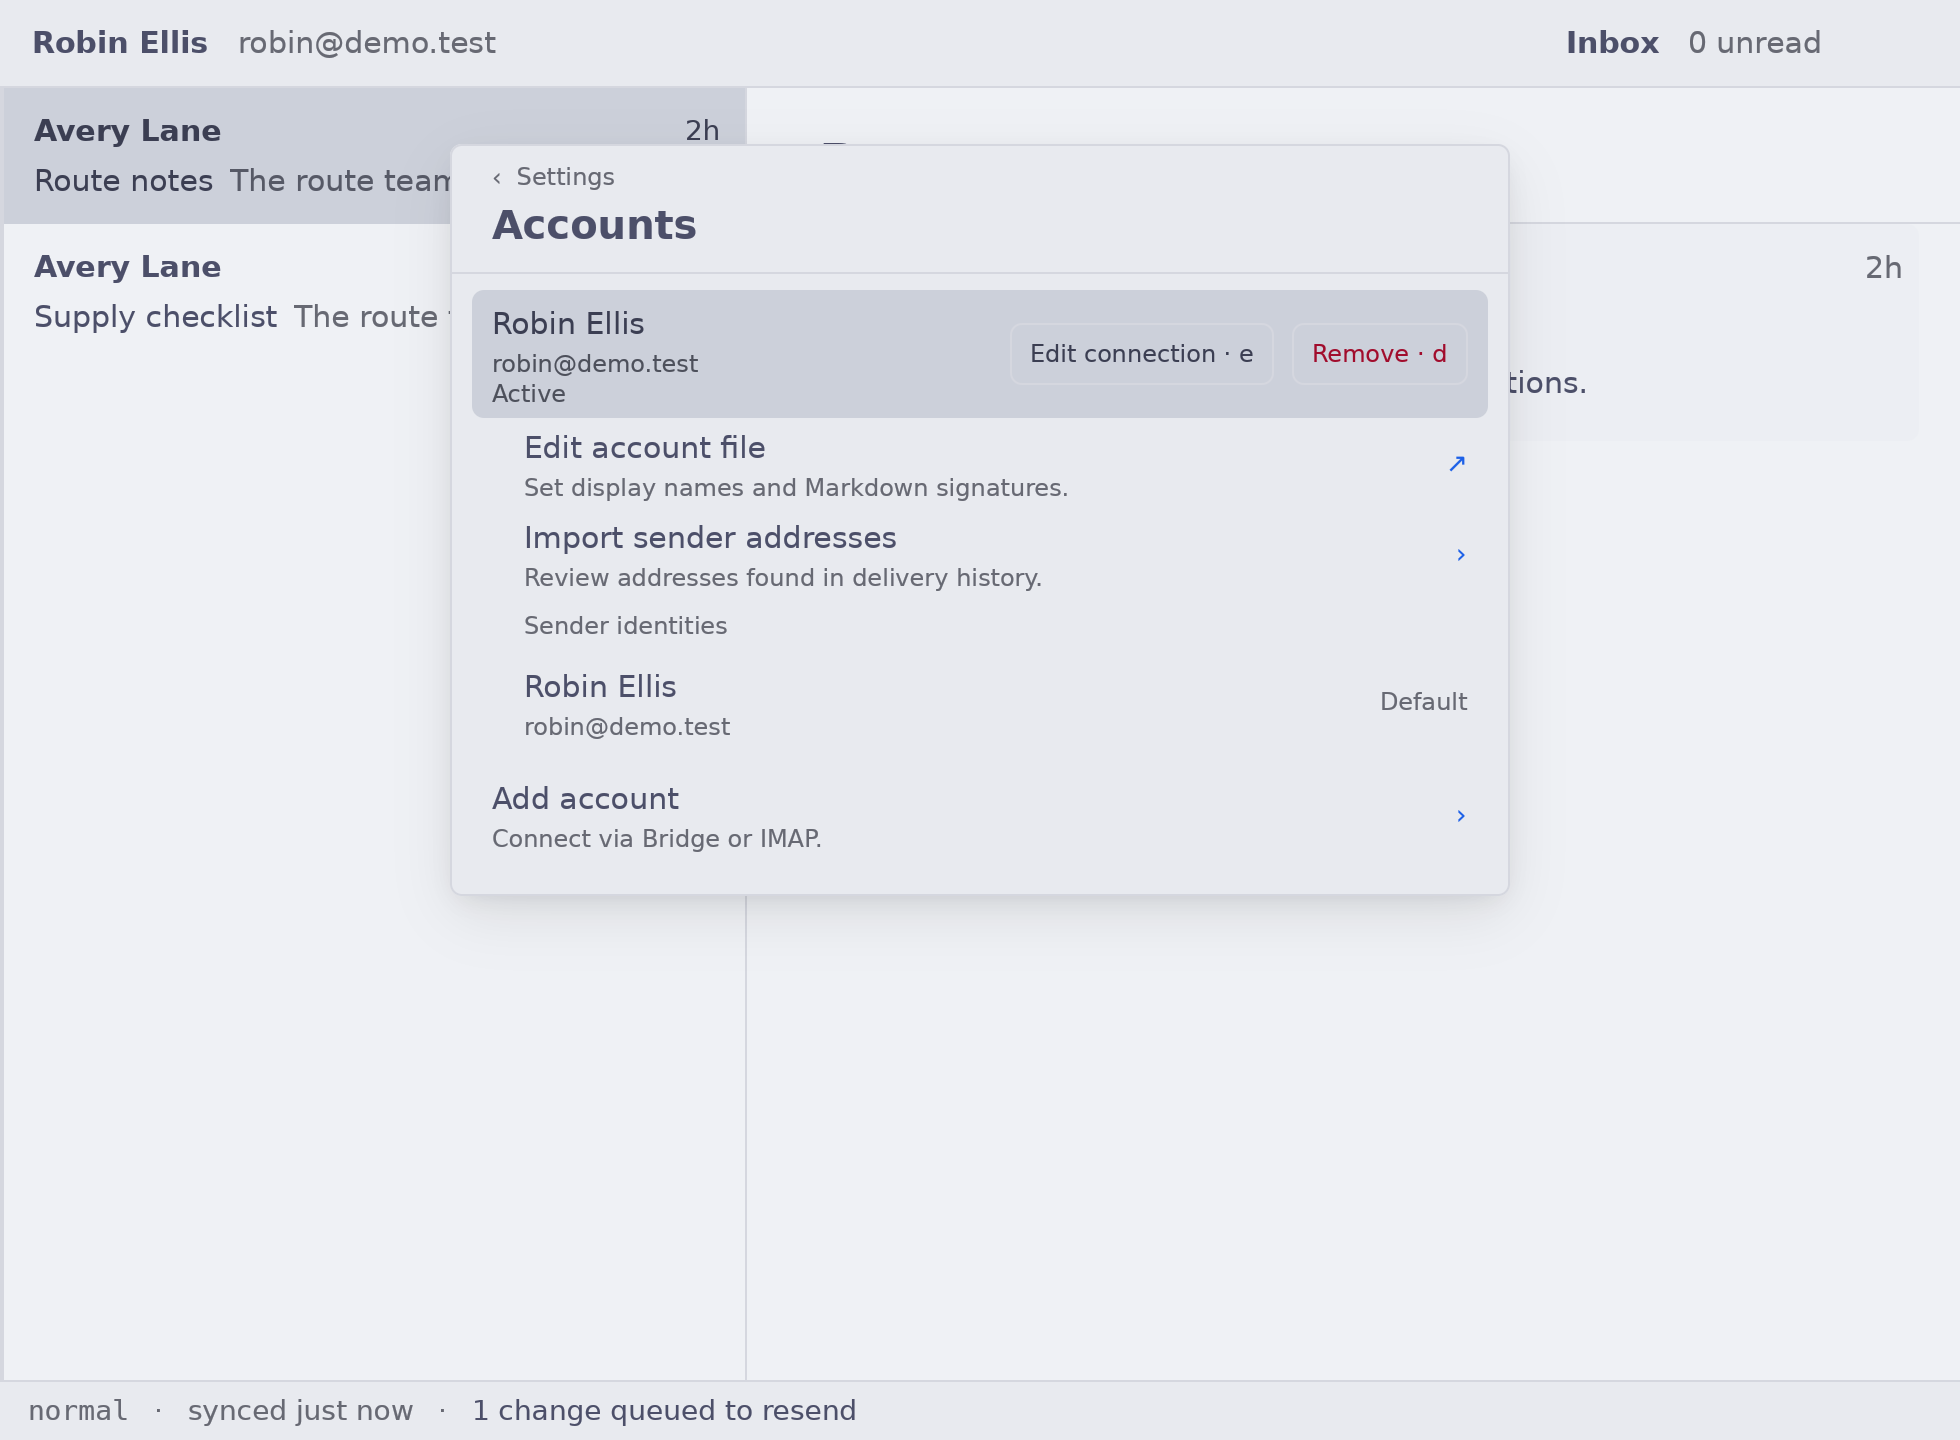 Robin Ellis robin@demo.test
Inbox 0 unread
Avery Lane 2h
Route notes The route team
Avery Lane
Supply checklist The route
‹ Settings
Accounts
Robin Ellis
robin@demo.test
Active
Edit connection · e
Remove · d
Edit account file
Set display names and Markdown signatures.
↗
Import sender addresses
Review addresses found in delivery history.
›
Sender identities
Robin Ellis
robin@demo.test
Default
Add account
Connect via Bridge or IMAP.
›
2h
tions.
normal · synced just now · 1 change queued to resend